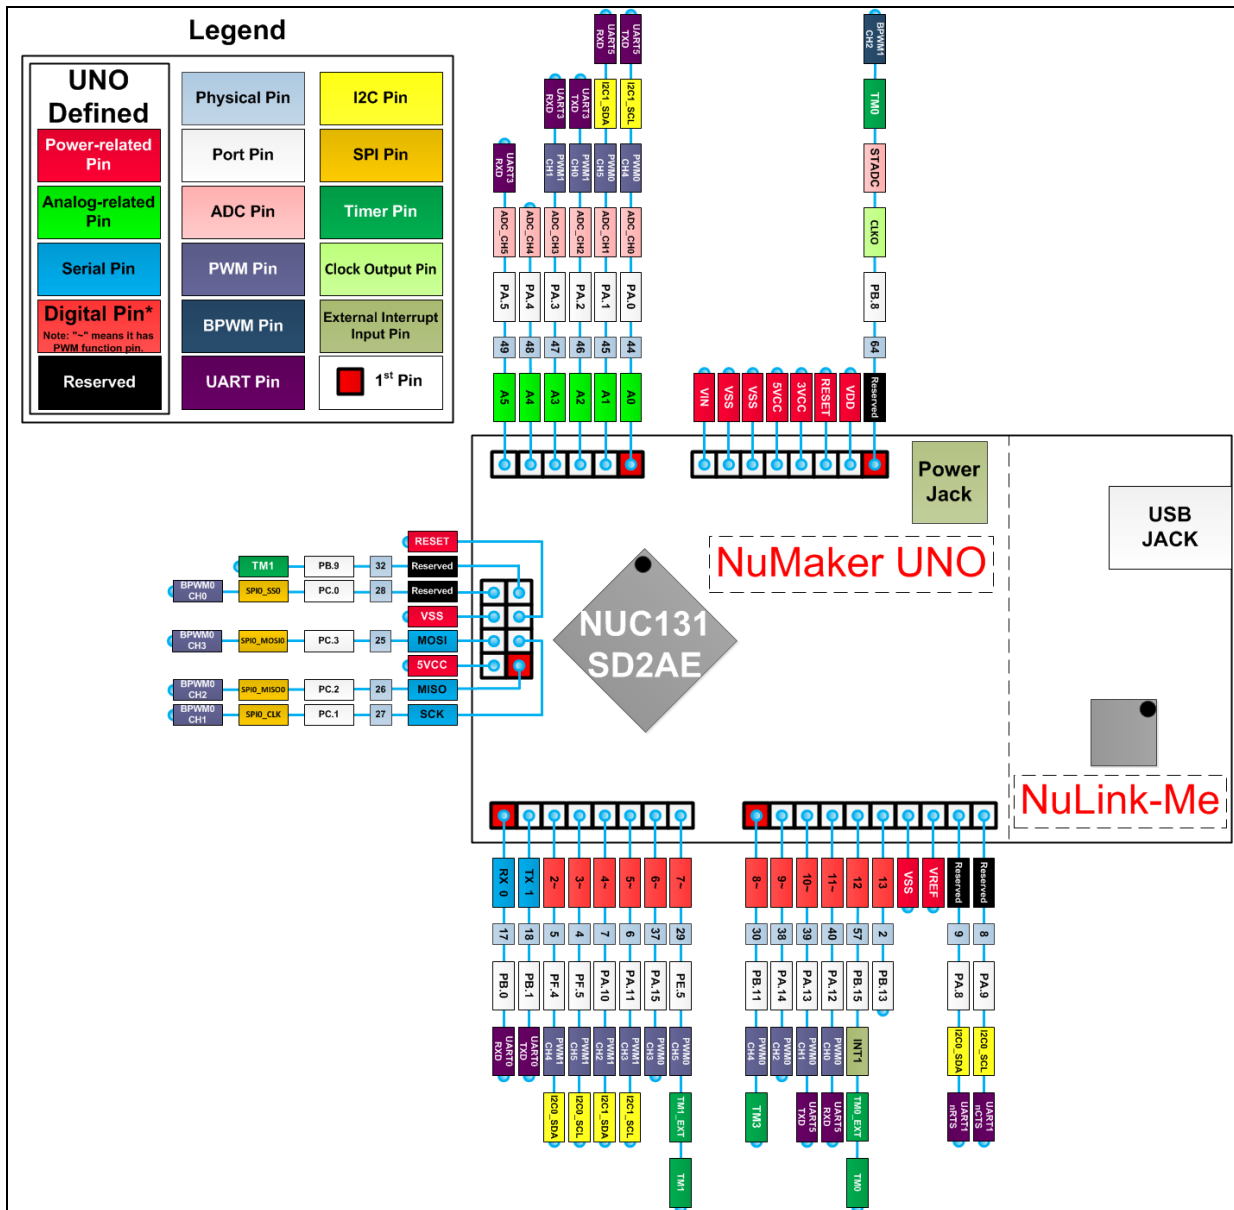 Legend
UNO
Defined
Power-related
Pin
Analog-related
Pin
Serial Pin
Digital Pin*
Note: "~" means it has
PWM function pin.
Reserved
Physical Pin
Port Pin
ADC Pin
PWM Pin
BPWM Pin
UART Pin
I2C Pin
SPI Pin
Timer Pin
Clock Output Pin
External Interrupt
Input Pin
1st Pin
UART3
RXD
ADC_CH5
PA.5
49
A5
ADC_CH4
PA.4
48
A4
UART3
RXD
PWM1
CH1
ADC_CH3
PA.3
47
A3
UART3
TXD
PWM1
CH0
ADC_CH2
PA.2
46
A2
UART5
RXD
I2C1_SDA
PWM0
CH5
ADC_CH1
PA.1
45
A1
UART5
TXD
I2C1_SCL
PWM0
CH4
ADC_CH0
PA.0
44
A0
VIN
VSS
VSS
5VCC
3VCC
RESET
VDD
BPWM1
CH2
TM0
STADC
CLKO
PB.8
64
Reserved
Power
Jack
USB
JACK
NuMaker UNO
NUC131
SD2AE
NuLink-Me
RESET
TM1
PB.9
32
Reserved
BPWM0
CH0
SPI0_SS0
PC.0
28
Reserved
VSS
BPWM0
CH3
SPI0_MOSI0
PC.3
25
MOSI
5VCC
BPWM0
CH2
SPI0_MISO0
PC.2
26
MISO
BPWM0
CH1
SPI0_CLK
PC.1
27
SCK
RX 0
17
PB.0
UART0
RXD
TX 1
18
PB.1
UART0
TXD
2~
5
PF.4
PWM1
CH4
I2C0_SDA
3~
4
PF.5
PWM1
CH5
I2C0_SCL
4~
7
PA.10
PWM1
CH2
I2C1_SDA
5~
6
PA.11
PWM1
CH3
I2C1_SCL
6~
37
PA.15
PWM0
CH3
7~
29
PE.5
PWM0
CH5
TM1_EXT
TM1
8~
30
PB.11
PWM0
CH4
TM3
9~
38
PA.14
PWM0
CH2
10~
39
PA.13
PWM0
CH1
UART5
TXD
11~
40
PA.12
PWM0
CH0
UART5
RXD
12
57
PB.15
INT1
TM0_EXT
TM0
13
2
PB.13
VSS
VREF
Reserved
9
PA.8
I2C0_SDA
UART1
nRTS
Reserved
8
PA.9
I2C0_SCL
UART1
nCTS